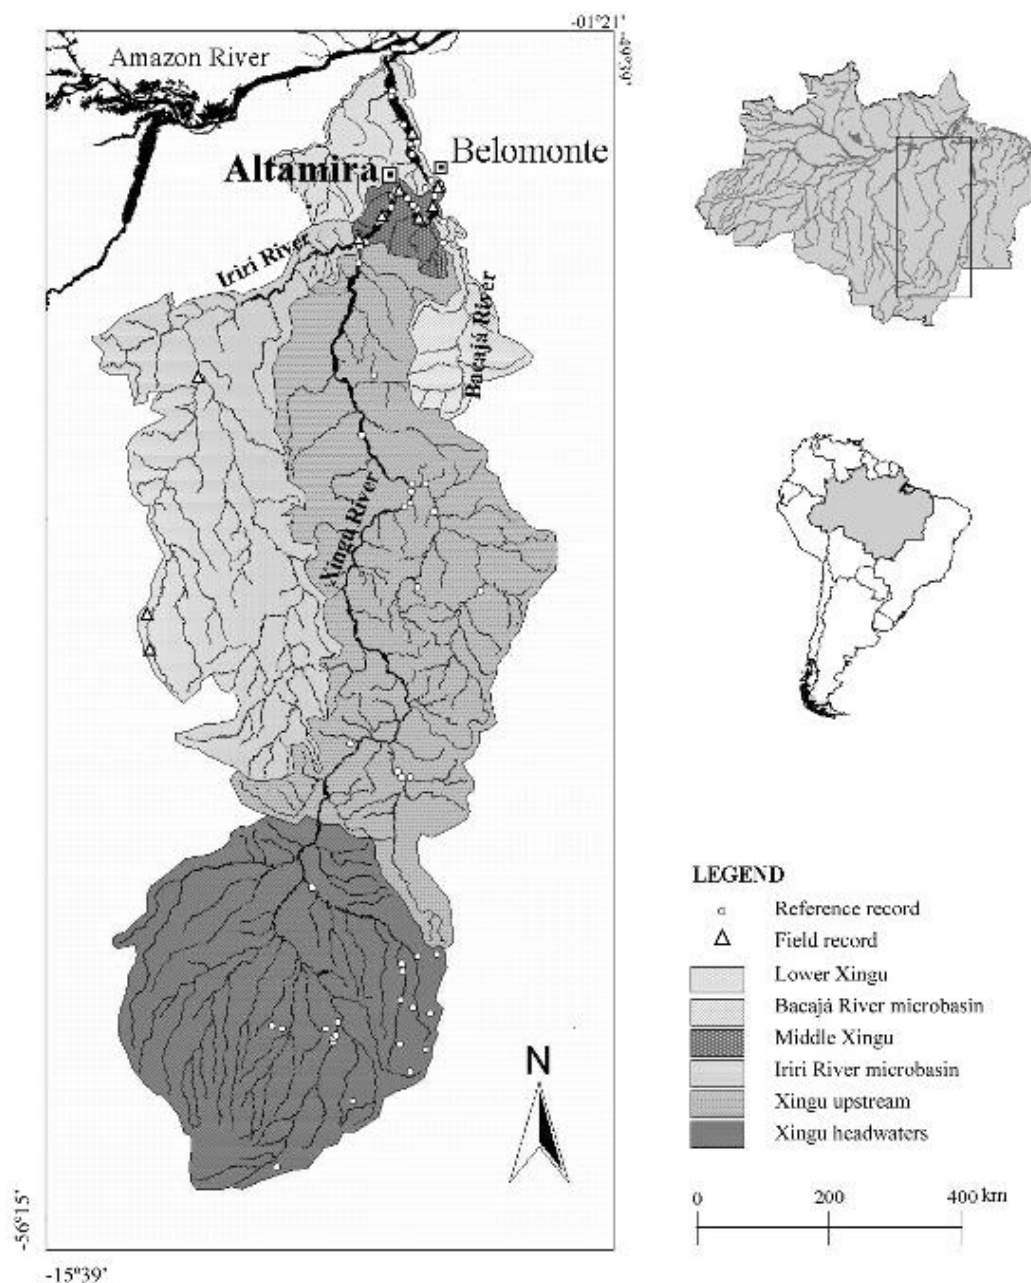 -01°21'
-49°39'
Amazon River
Altamira
Belomonte
Iriri River
Bacajá River
Xingu River
N
-56°15'
-15°39'
LEGEND
Reference record
Field record
Lower Xingu
Bacajá River microbasin
Middle Xingu
Iriri River microbasin
Xingu upstream
Xingu headwaters
0 200 400 km